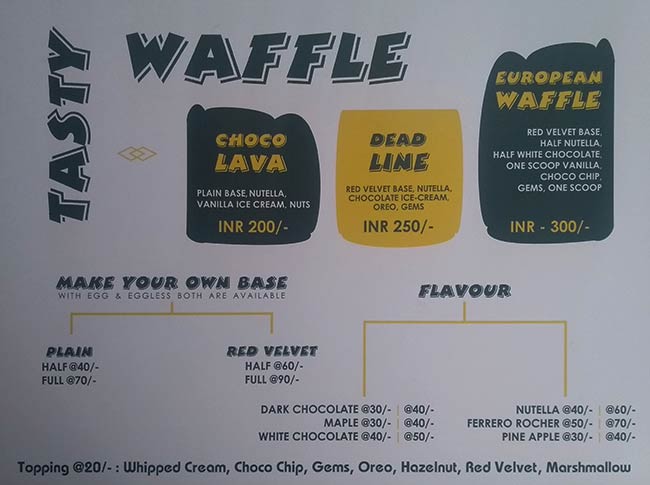 TASTY
WAFFLE
CHOCO
LAVA
PLAIN BASE, NUTELLA,
VANILLA ICE CREAM, NUTS
INR 200/-
DEAD
LINE
RED VELVET BASE, NUTELLA,
CHOCOLATE ICE-CREAM,
OREO, GEMS
INR 250/-
EUROPEAN
WAFFLE
RED VELVET BASE,
HALF NUTELLA,
HALF WHITE CHOCOLATE,
ONE SCOOP VANILLA,
CHOCO CHIP,
GEMS, ONE SCOOP
INR - 300/-
MAKE YOUR OWN BASE
WITH EGG & EGGLESS BOTH ARE AVAILABLE
PLAIN
HALF @40/-
FULL @70/-
RED VELVET
HALF @60/-
FULL @90/-
FLAVOUR
DARK CHOCOLATE @30/- | @40/-
MAPLE @30/- | @40/-
WHITE CHOCOLATE @40/- | @50/-
NUTELLA @40/- | @60/-
FERRERO ROCHER @50/- | @70/-
PINE APPLE @30/- | @40/-
Topping @20/- : Whipped Cream, Choco Chip, Gems, Oreo, Hazelnut, Red Velvet, Marshmallow